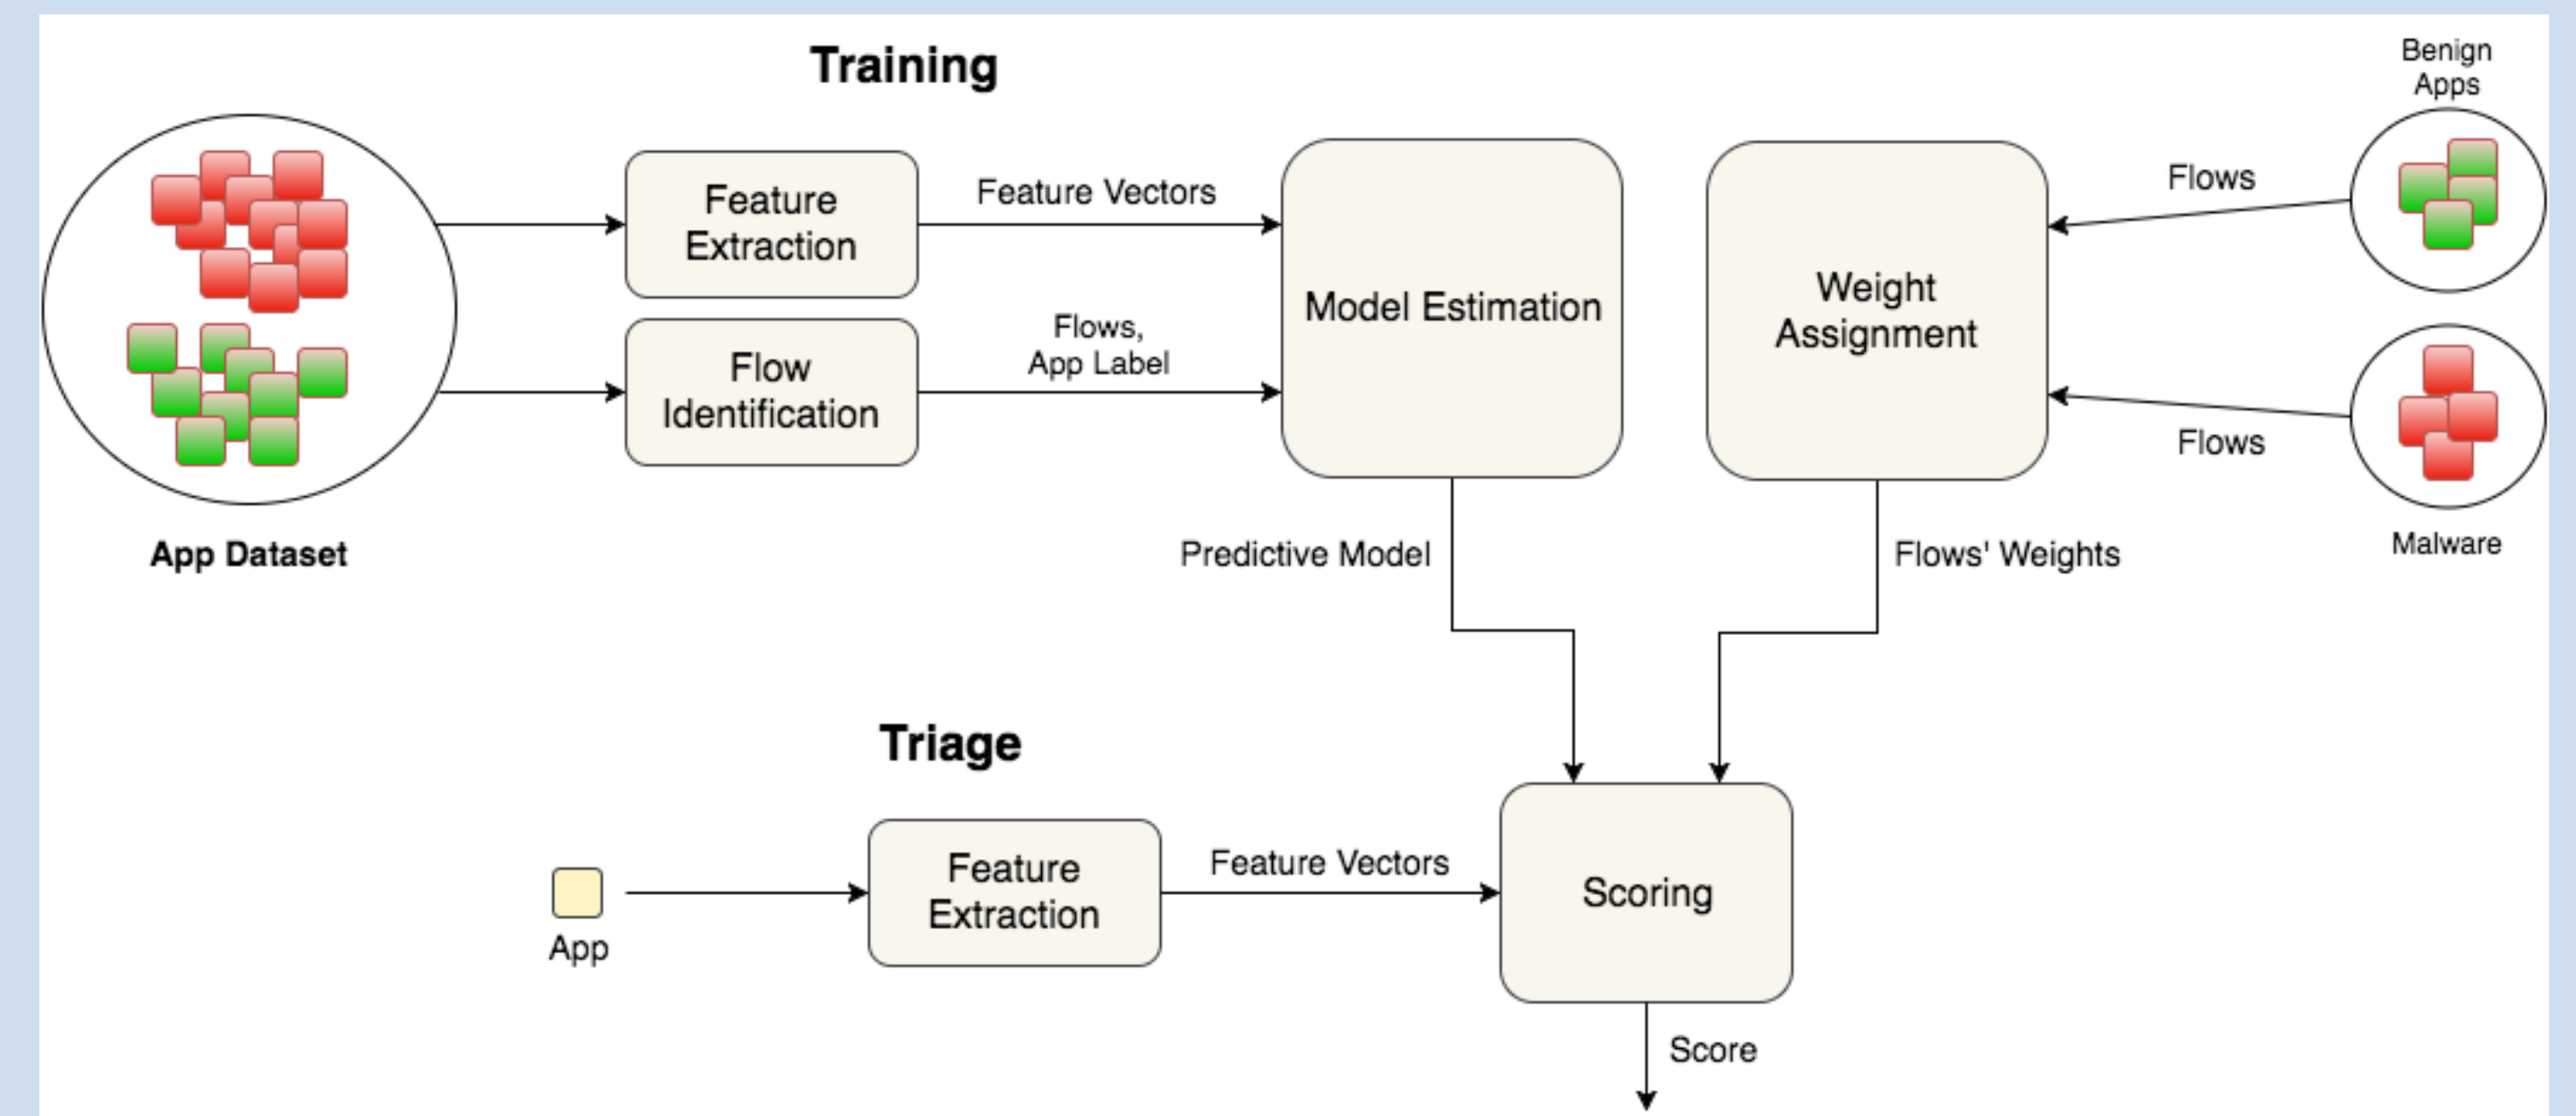 Training
Benign
Apps
Feature
Extraction
Feature Vectors
Flow
Identification
Flows,
App Label
Model Estimation
Weight
Assignment
Flows
Flows
Malware
App Dataset
Predictive Model
Flows' Weights
Triage
App
Feature
Extraction
Feature Vectors
Scoring
Score